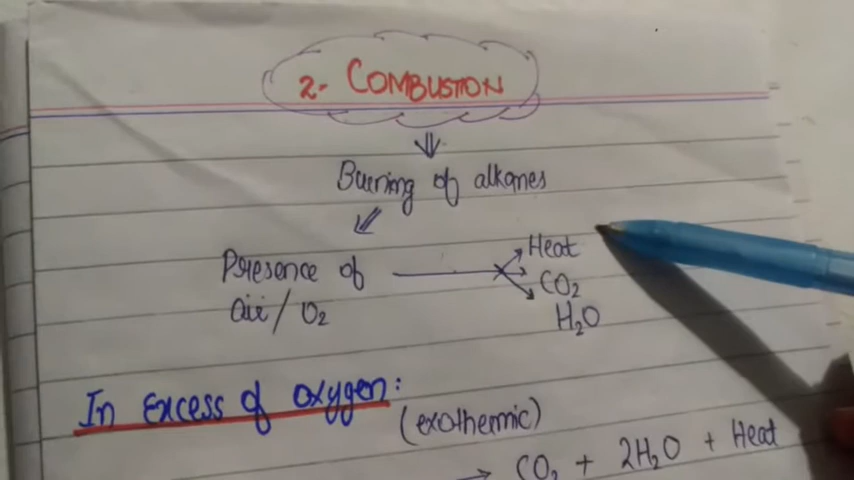 2- COMBUSTION
Burning of alkanes
Presence of
air/O₂
Heat
CO₂
H₂O
In Excess of oxygen:
(exothermic)
CO₂ + 2H₂O + Heat